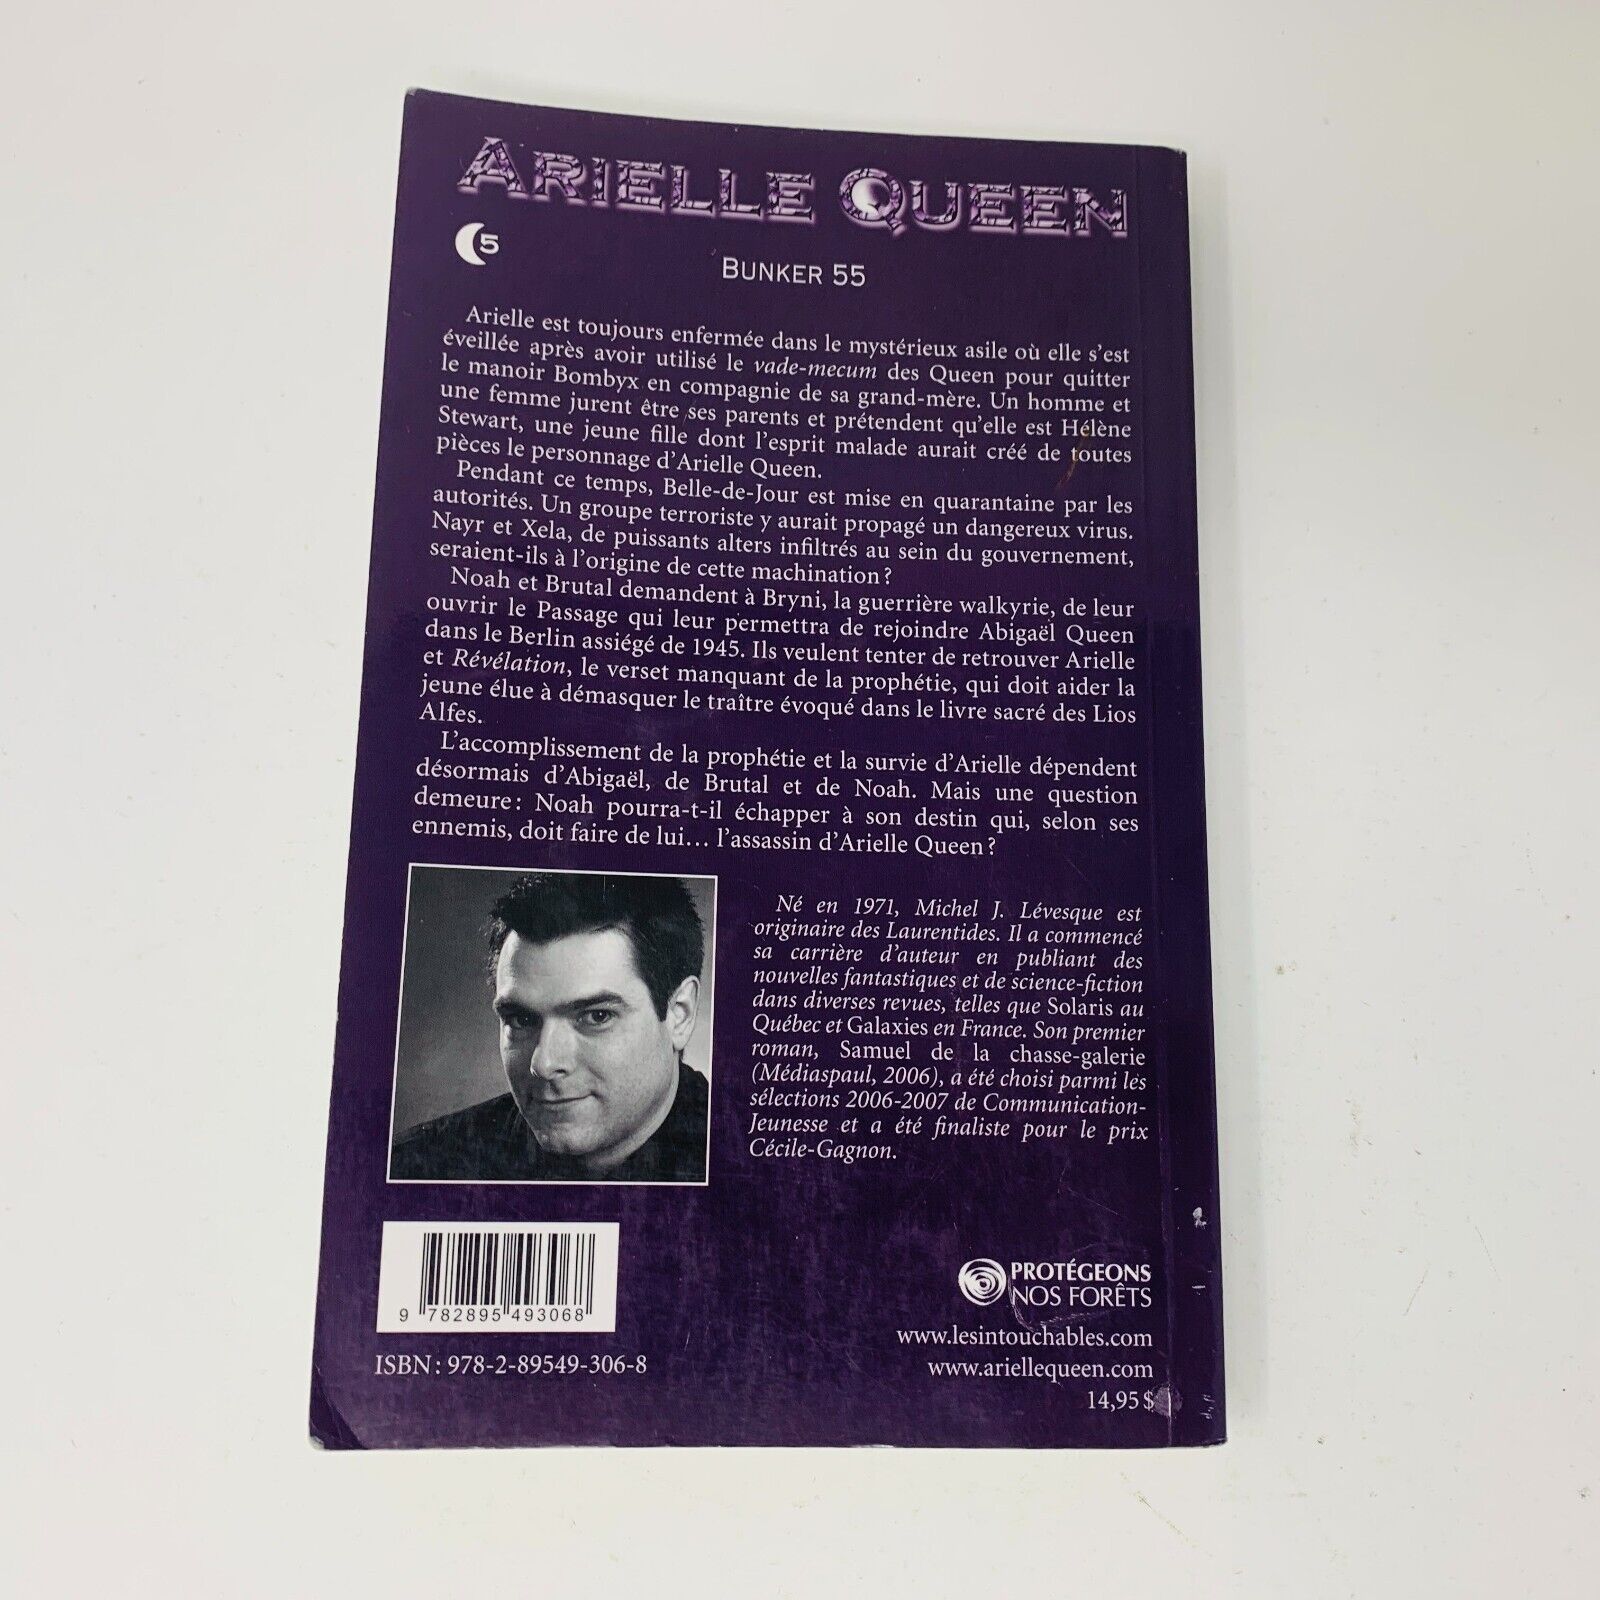 ARIELLE QUEEN
5
BUNKER 55
Arielle est toujours enfermée dans le mystérieux asile où elle s'est
éveillée après avoir utilisé le vade-mecum des Queen pour quitter
le manoir Bombyx en compagnie de sa grand-mère. Un homme et
une femme jurent être ses parents et prétendent qu'elle est Hélène
Stewart, une jeune fille dont l'esprit malade aurait créé de toutes
pièces le personnage d'Arielle Queen.
Pendant ce temps, Belle-de-Jour est mise en quarantaine par les
autorités. Un groupe terroriste y aurait propagé un dangereux virus.
Nayr et Xela, de puissants alters infiltrés au sein du gouvernement,
seraient-ils à l'origine de cette machination ?
Noah et Brutal demandent à Bryni, la guerrière walkyrie, de leur
ouvrir le Passage qui leur permettra de rejoindre Abigaël Queen
dans le Berlin assiégé de 1945. Ils veulent tenter de retrouver Arielle
et Révélation, le verset manquant de la prophétie, qui doit aider la
jeune élue à démasquer le traître évoqué dans le livre sacré des Lios
Alfes.
L'accomplissement de la prophétie et la survie d'Arielle dépendent
désormais d'Abigaël, de Brutal et de Noah. Mais une question
demeure : Noah pourra-t-il échapper à son destin qui, selon ses
ennemis, doit faire de lui... l'assassin d'Arielle Queen ?
Né en 1971, Michel J. Lévesque est
originaire des Laurentides. Il a commencé
sa carrière d'auteur en publiant des
nouvelles fantastiques et de science-fiction
dans diverses revues, telles que Solaris au
Québec et Galaxies en France. Son premier
roman, Samuel de la chasse-galerie
(Médiaspaul, 2006), a été choisi parmi les
sélections 2006-2007 de Communication-
Jeunesse et a été finaliste pour le prix
Cécile-Gagnon.
9 782895 493068
ISBN : 978-2-89549-306-8
PROTÉGEONS
NOS FORÊTS
www.lesintouchables.com
www.ariellequeen.com
14,95 $